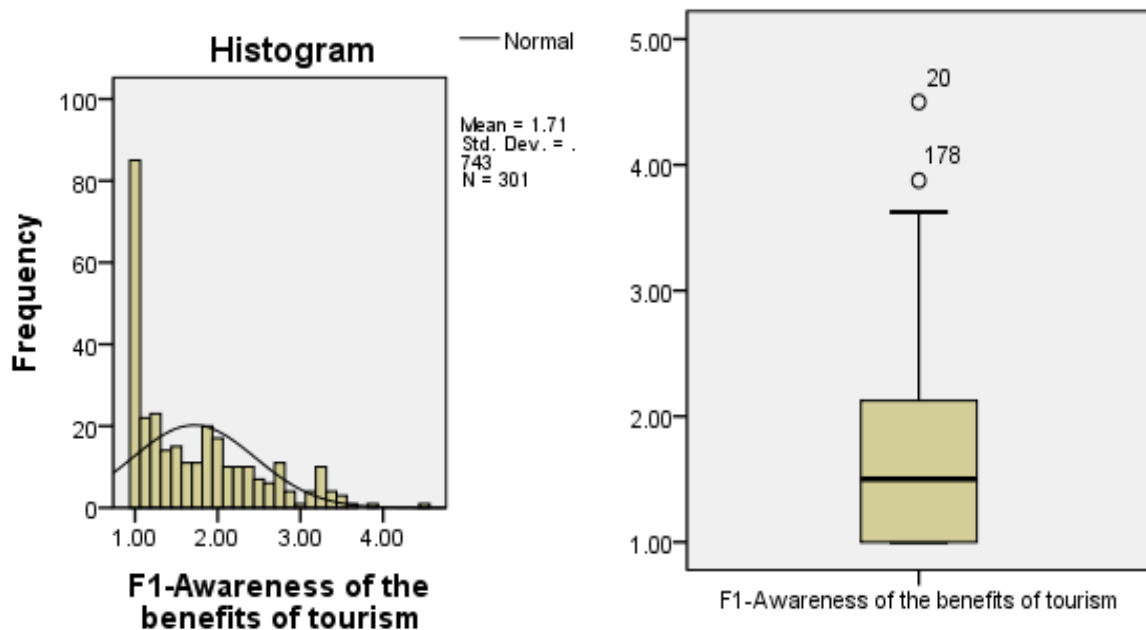 Histogram
Normal
Mean = 1.71
Std. Dev. = .
743
N = 301
Frequency
100
80
60
40
20
0
1.00
2.00
3.00
4.00
F1-Awareness of the
benefits of tourism
5.00
4.00
3.00
2.00
1.00
20
178
F1-Awareness of the benefits of tourism